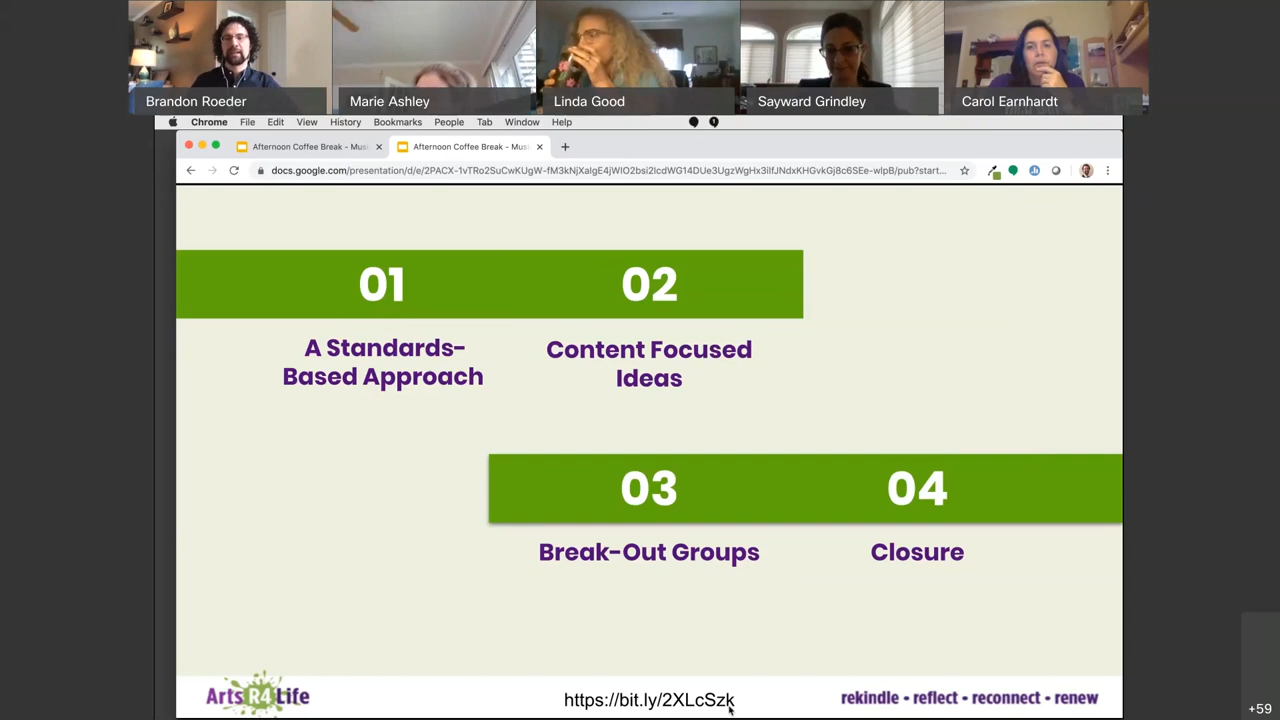 Brandon Roeder
Marie Ashley
Linda Good
Sayward Grindley
Carol Earnhardt
Chrome File Edit View History Bookmarks People Tab Window Help
Afternoon Coffee Break - Musi
Afternoon Coffee Break - Musi
01
02
A Standards-
Based Approach
Content Focused
Ideas
03
04
Break-Out Groups
Closure
Arts R4 Life
https://bit.ly/2XLcSzk
rekindle • reflect • reconnect • renew
+59